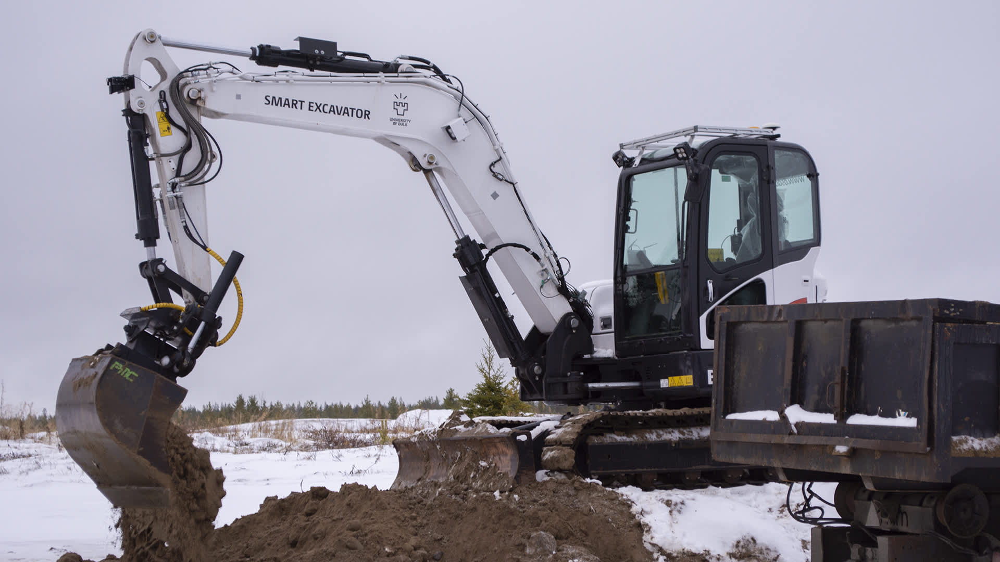 SMART EXCAVATOR
UNIVERSITY
OF OULU
PMC